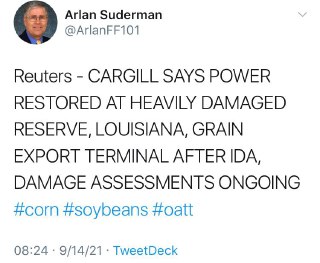 Arlan Suderman
@ArlanFF101
Reuters - CARGILL SAYS POWER
RESTORED AT HEAVILY DAMAGED
RESERVE, LOUISIANA, GRAIN
EXPORT TERMINAL AFTER IDA,
DAMAGE ASSESSMENTS ONGOING
#corn #soybeans #oatt
08:24 · 9/14/21 · TweetDeck